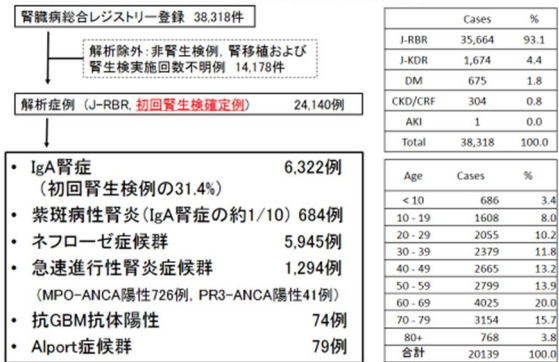 腎臓病総合レジストリー登録 38,318件
解析除外：非腎生検例，腎移植および
腎生検実施回数不明例 14,178件
解析症例（J-RBR, 初回腎生検確定例） 24,140例
• IgA腎症 6,322例
（初回腎生検例の31.4%）
• 紫斑病性腎炎（IgA腎症の約1/10） 684例
• ネフローゼ症候群 5,945例
• 急速進行性腎炎症候群 1,294例
（MPO-ANCA陽性726例，PR3-ANCA陽性41例）
• 抗GBM抗体陽性 74例
• Alport症候群 79例
Cases %
J-RBR 35,664 93.1
J-KDR 1,674 4.4
DM 675 1.8
CKD/CRF 304 0.8
AKI 1 0.0
Total 38,318 100.0
Age Cases %
< 10 686 3.4
10 - 19 1608 8.0
20 - 29 2055 10.2
30 - 39 2379 11.8
40 - 49 2665 13.2
50 - 59 2799 13.9
60 - 69 4025 20.0
70 - 79 3154 15.7
80+ 768 3.8
合計 20139 100.0